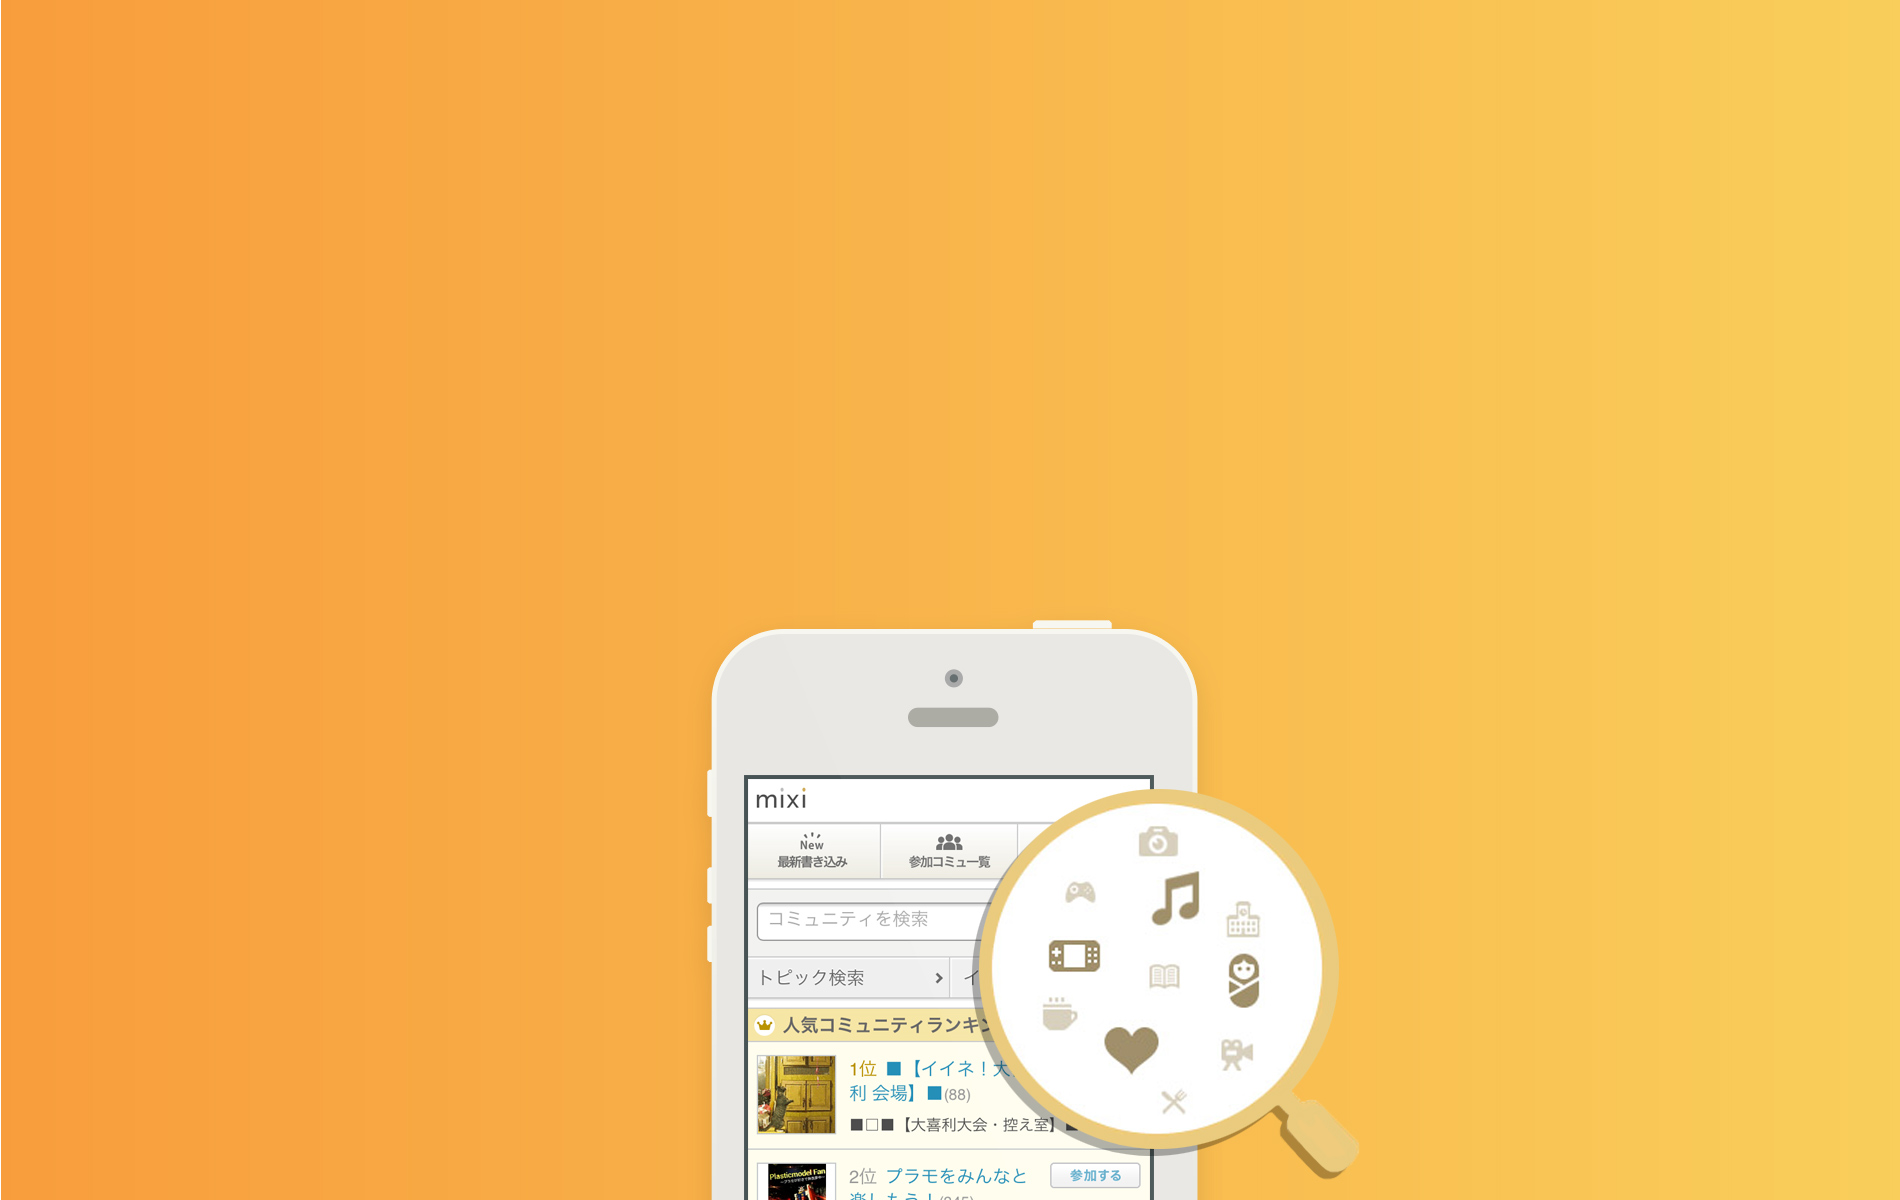 mixi
New
最新書き込み
参加コミュ一覧
コミュニティを検索
トピック検索
イ
人気コミュニティランキン
1位 ■【イイネ!大
利 会場】■(88)
■□■【大喜利大会・控え室】■
Plasticmodel Fan
2位 プラモをみんなと
楽しもう!(345)
参加する